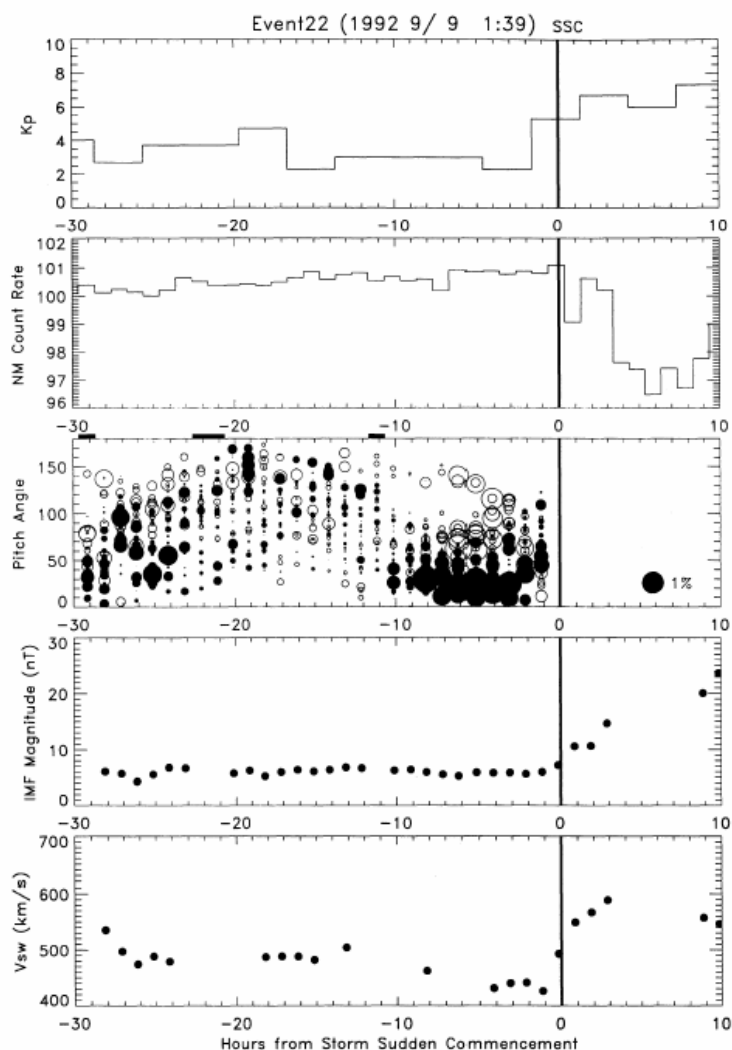 Event22 (1992 9/ 9 1:39) SSC
10
8
6
4
2
0
Kp
-30 -20 -10 0 10
102
101
100
99
98
97
96
NM Count Rate
-30 -20 -10 0 10
150
100
50
0
Pitch Angle
1%
-30 -20 -10 0 10
30
20
10
0
IMF Magnitude (nT)
-30 -20 -10 0 10
700
600
500
400
Vsw (km/s)
-30 -20 -10 0 10
Hours from Storm Sudden Commencement